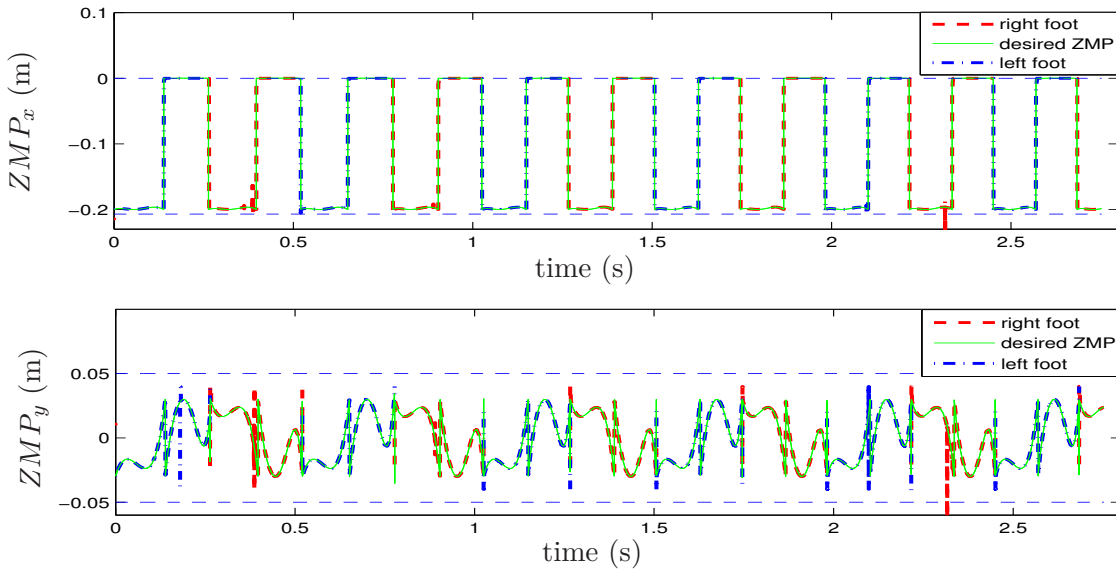 0.1
0
−0.1
−0.2
ZMPx (m)
right foot
desired ZMP
left foot
0 0.5 1 1.5 2 2.5
time (s)
0.05
0
−0.05
ZMPy (m)
right foot
desired ZMP
left foot
0 0.5 1 1.5 2 2.5
time (s)